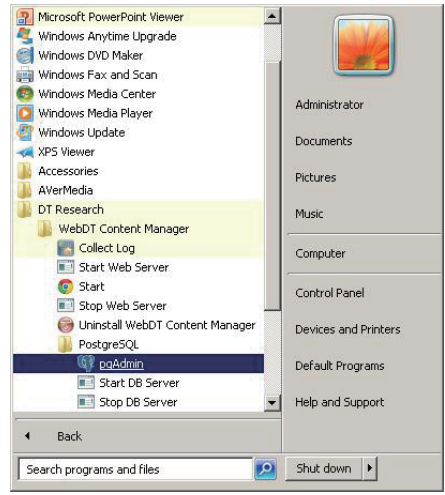 Microsoft PowerPoint Viewer
Windows Anytime Upgrade
Windows DVD Maker
Windows Fax and Scan
Windows Media Center
Windows Media Player
Windows Update
XPS Viewer
Accessories
AVerMedia
DT Research
WebDT Content Manager
Collect Log
Start Web Server
Start
Stop Web Server
Uninstall WebDT Content Manager
PostgreSQL
pgAdmin
Start DB Server
Stop DB Server
Back
Search programs and files
Administrator
Documents
Pictures
Music
Computer
Control Panel
Devices and Printers
Default Programs
Help and Support
Shut down